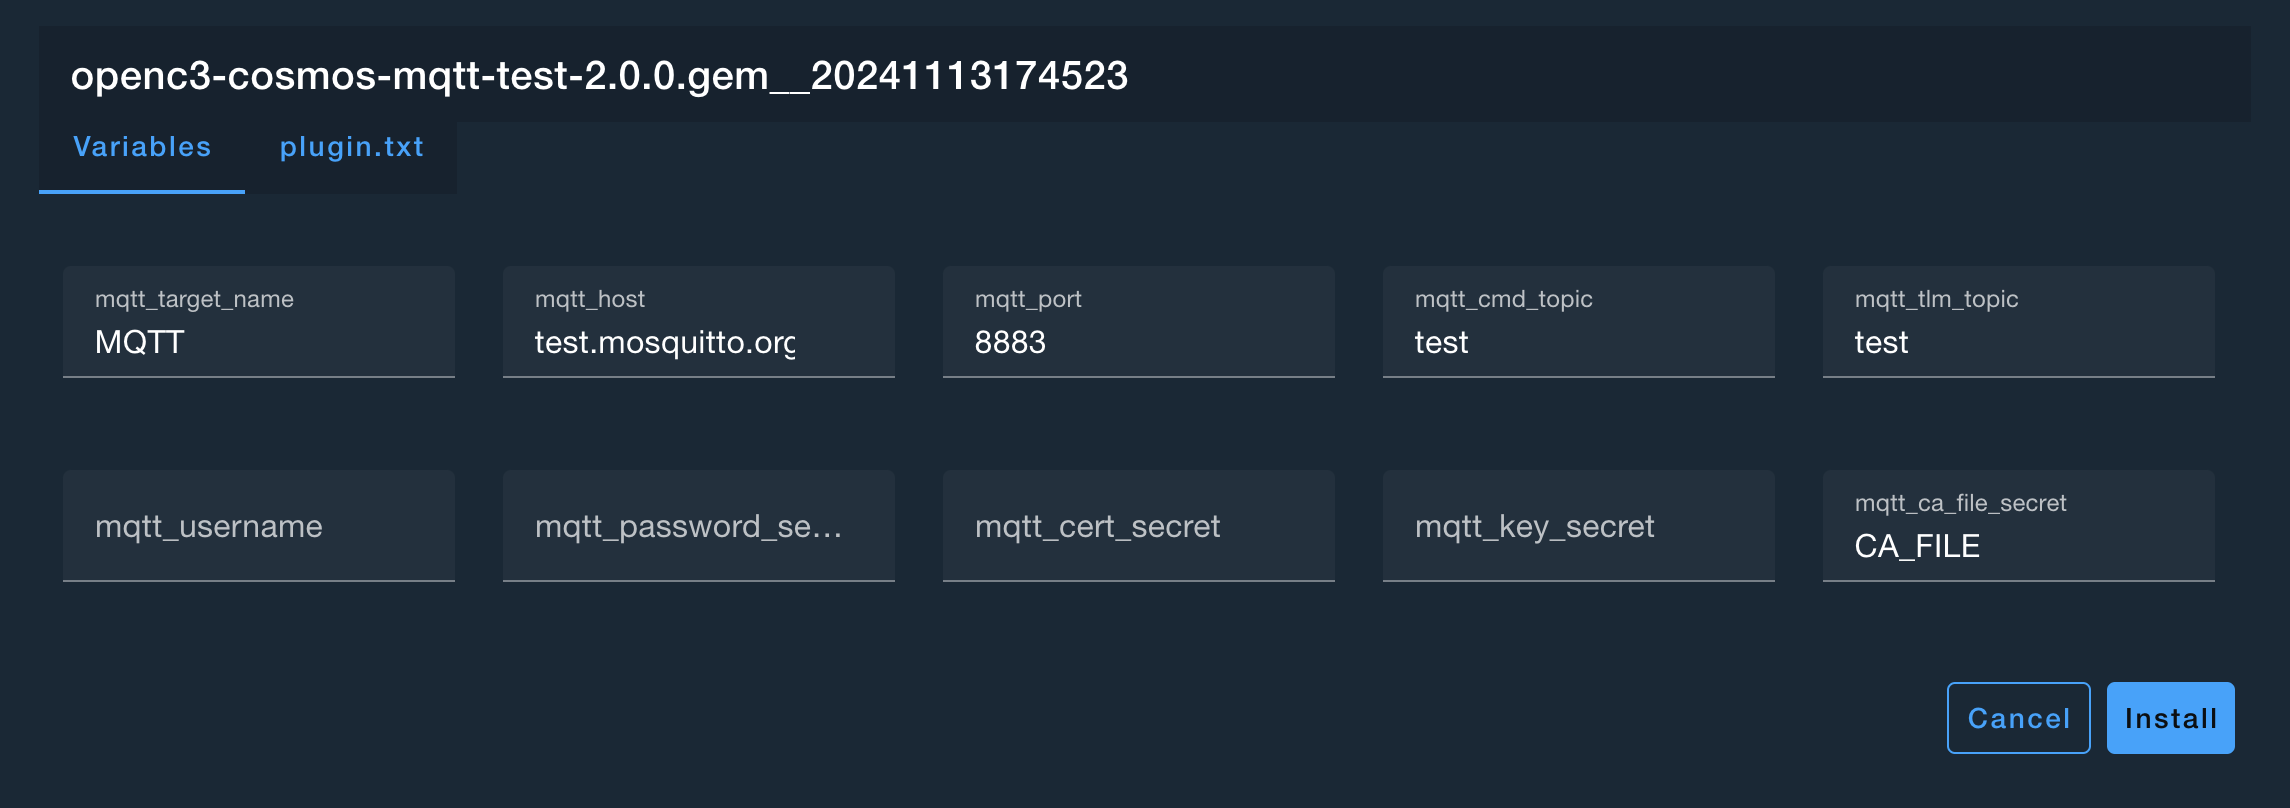 openc3-cosmos-mqtt-test-2.0.0.gem__20241113174523
Variables plugin.txt
mqtt_target_name mqtt_host mqtt_port mqtt_cmd_topic mqtt_tlm_topic
MQTT test.mosquitto.org 8883 test test
mqtt_username mqtt_password_se... mqtt_cert_secret mqtt_key_secret mqtt_ca_file_secret
CA_FILE
Cancel Install